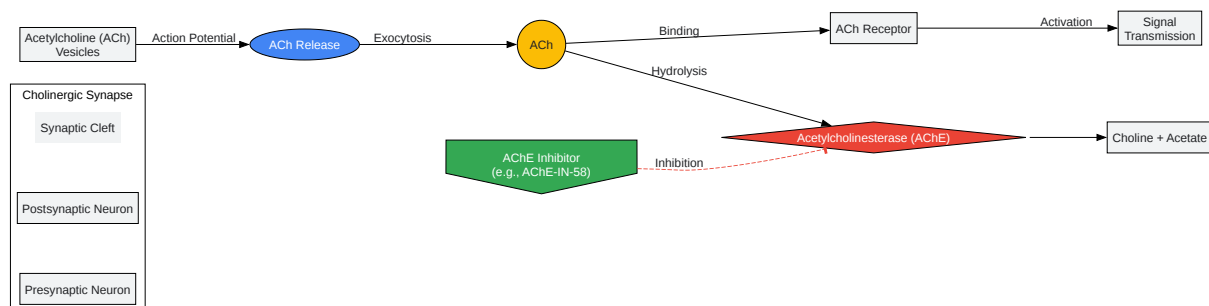 Acetylcholine (ACh)
Vesicles
Action Potential
ACh Release
Exocytosis
ACh
Binding
ACh Receptor
Activation
Signal
Transmission
Hydrolysis
Acetylcholinesterase (AChE)
Choline + Acetate
AChE Inhibitor
(e.g., AChE-IN-58)
Inhibition
Cholinergic Synapse
Synaptic Cleft
Postsynaptic Neuron
Presynaptic Neuron